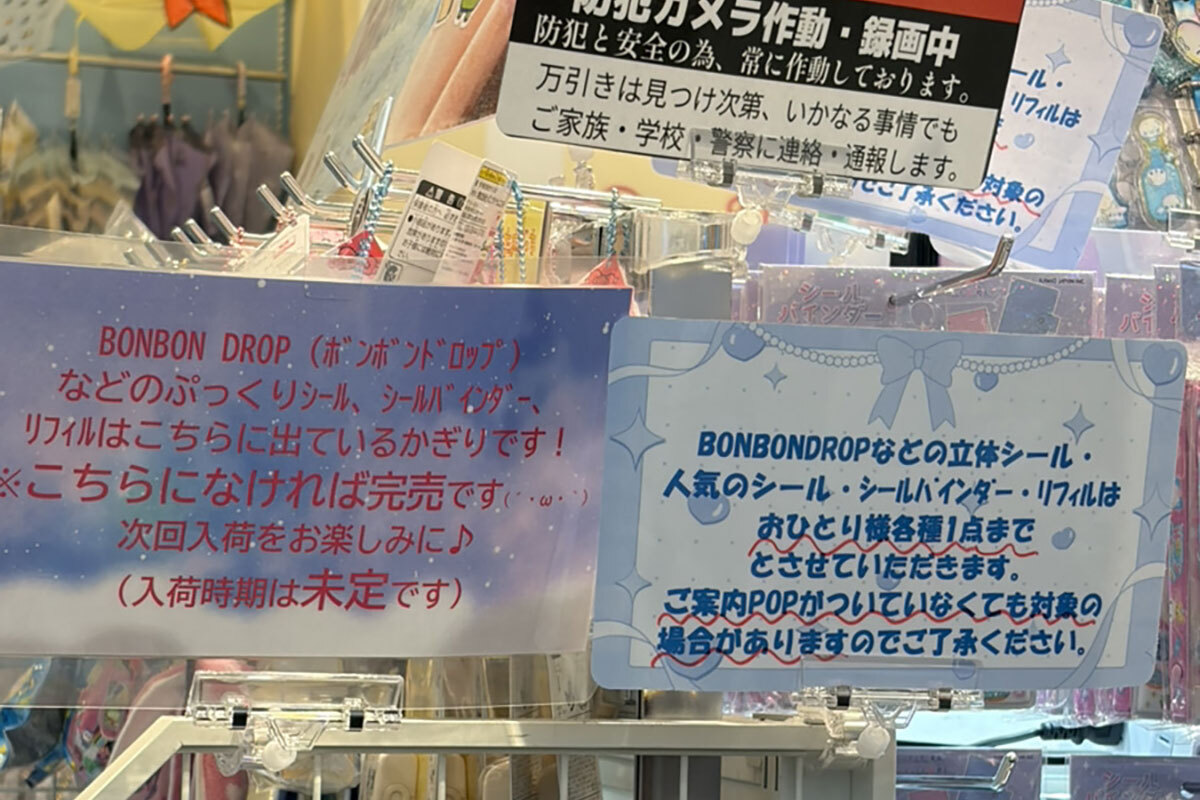 防犯カメラ作動・録画中
防犯と安全の為、常に作動しております。
万引きは見つけ次第、いかなる事情でも
ご家族・学校・警察に連絡・通報します。
ール・
リフィルは
対象の
でご了承ください。
シール
バインダー
BONBON DROP (ﾎﾞﾝﾎﾞﾝﾄﾞﾛｯﾌﾟ)
などのぷっくりｼｰﾙ、ｼｰﾙﾊﾞｲﾝﾀﾞｰ、
ﾘﾌｨﾙはこちらに出ているかぎりです！
※こちらになければ完売です(´・ω・`)
次回入荷をお楽しみに♪
(入荷時期は未定です)
BONBONDROPなどの立体シール・
人気のシール・ｼｰﾙﾊﾞｲﾝﾀﾞｰ・ﾘﾌｨﾙは
おひとり様各種1点まで
とさせていただきます。
ご案内POPがついていなくても対象の
場合がありますのでご了承ください。
シール